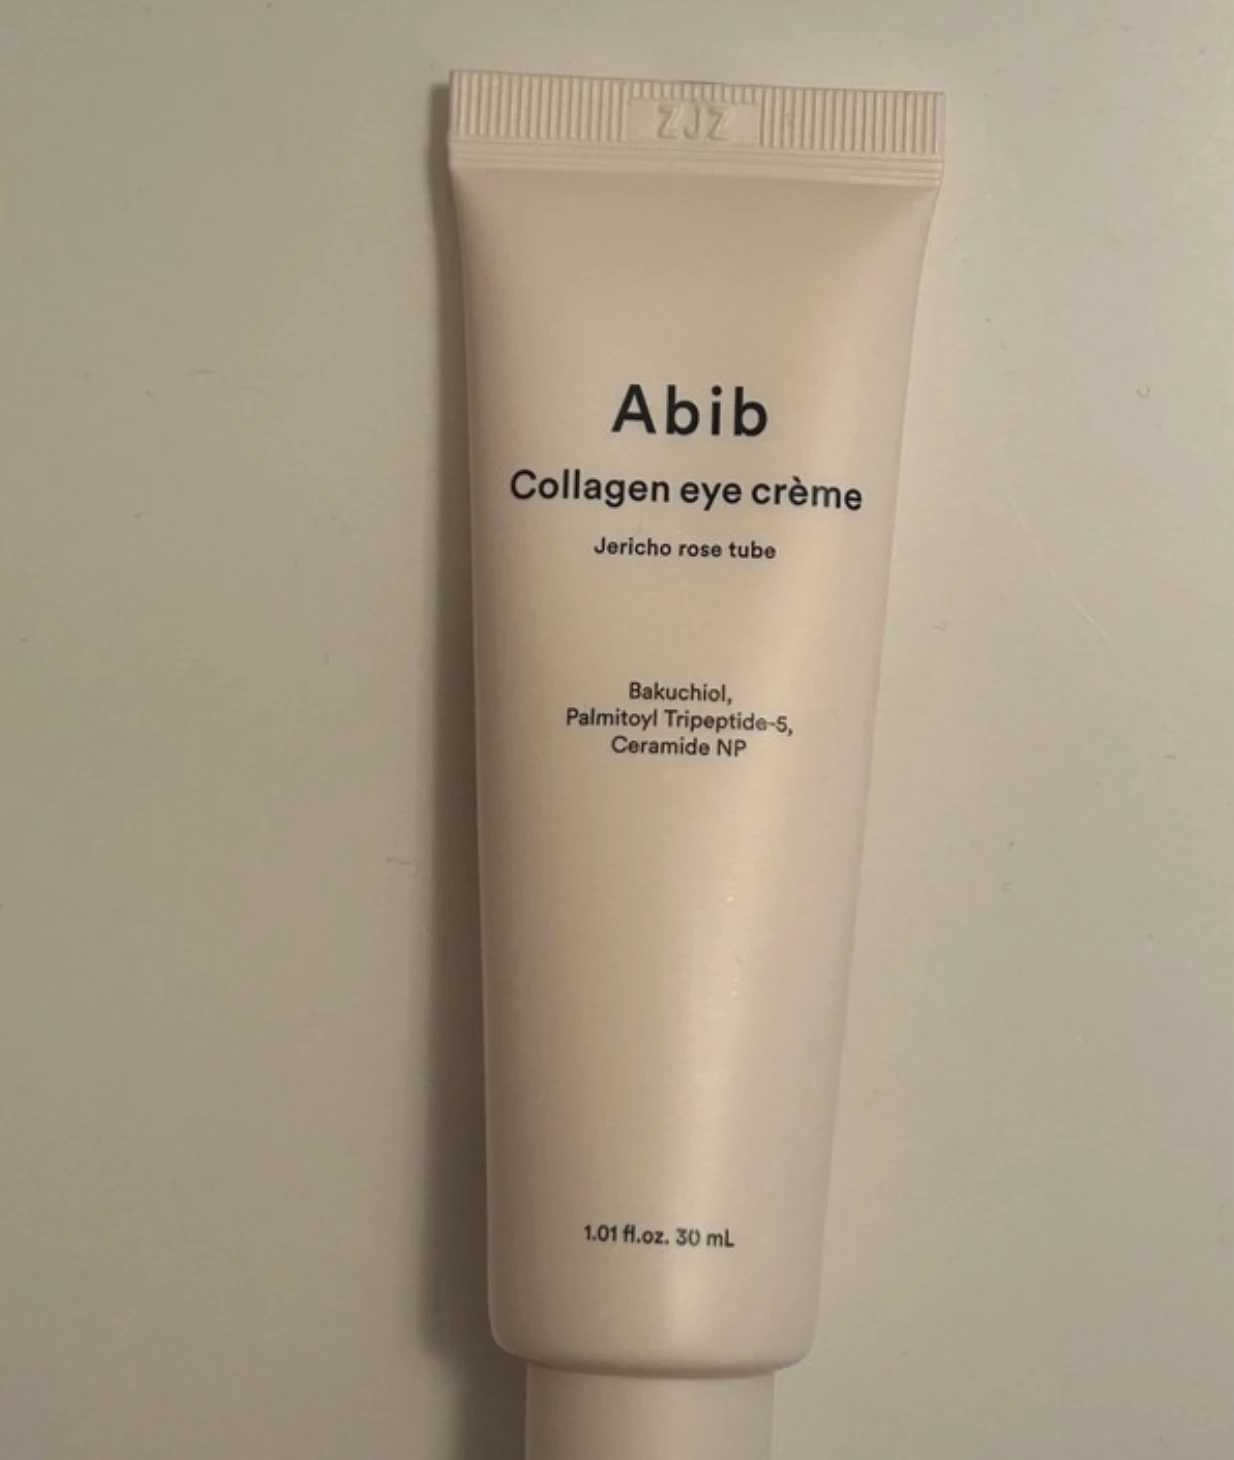 ZJZ
Abib
Collagen eye crème
Jericho rose tube
Bakuchiol,
Palmitoyl Tripeptide-5,
Ceramide NP
1.01 fl.oz. 30 mL